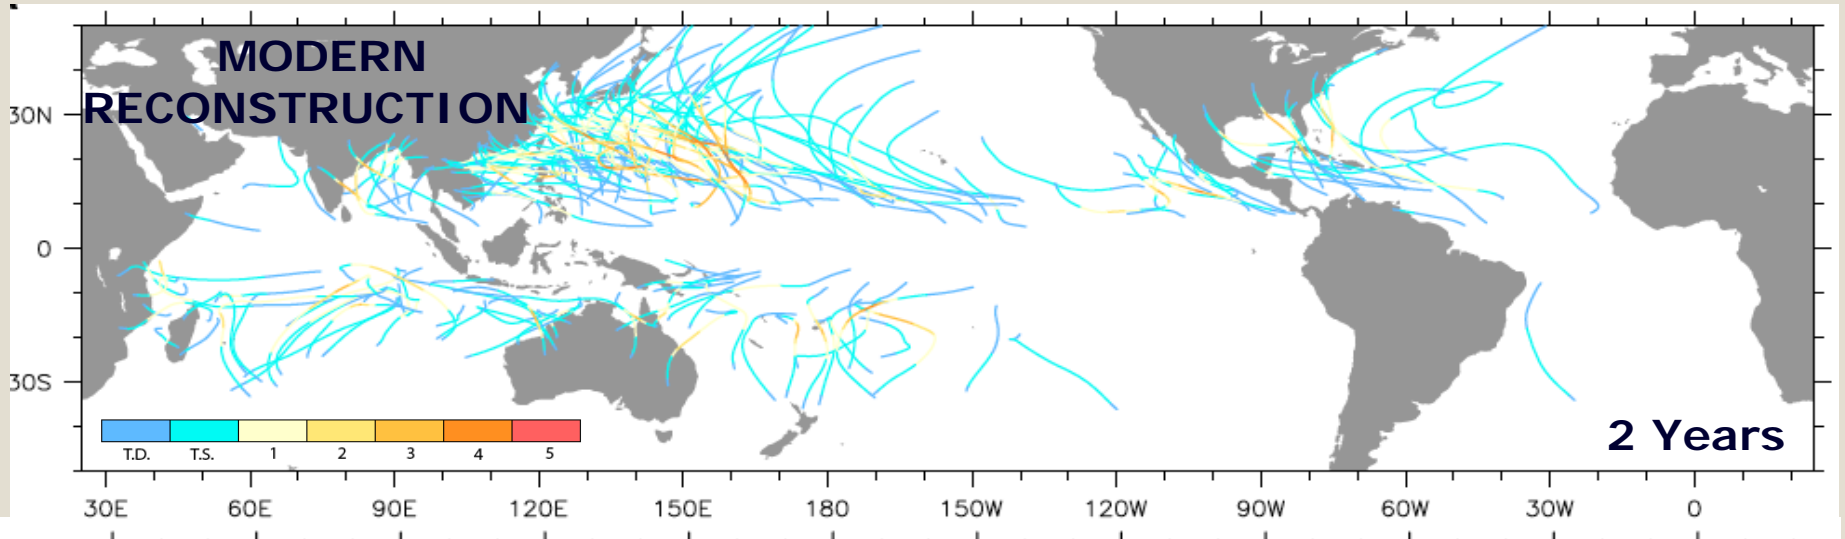 MODERN
RECONSTRUCTION
30N
0
30S
T.D. T.S. 1 2 3 4 5
2 Years
30E 60E 90E 120E 150E 180 150W 120W 90W 60W 30W 0